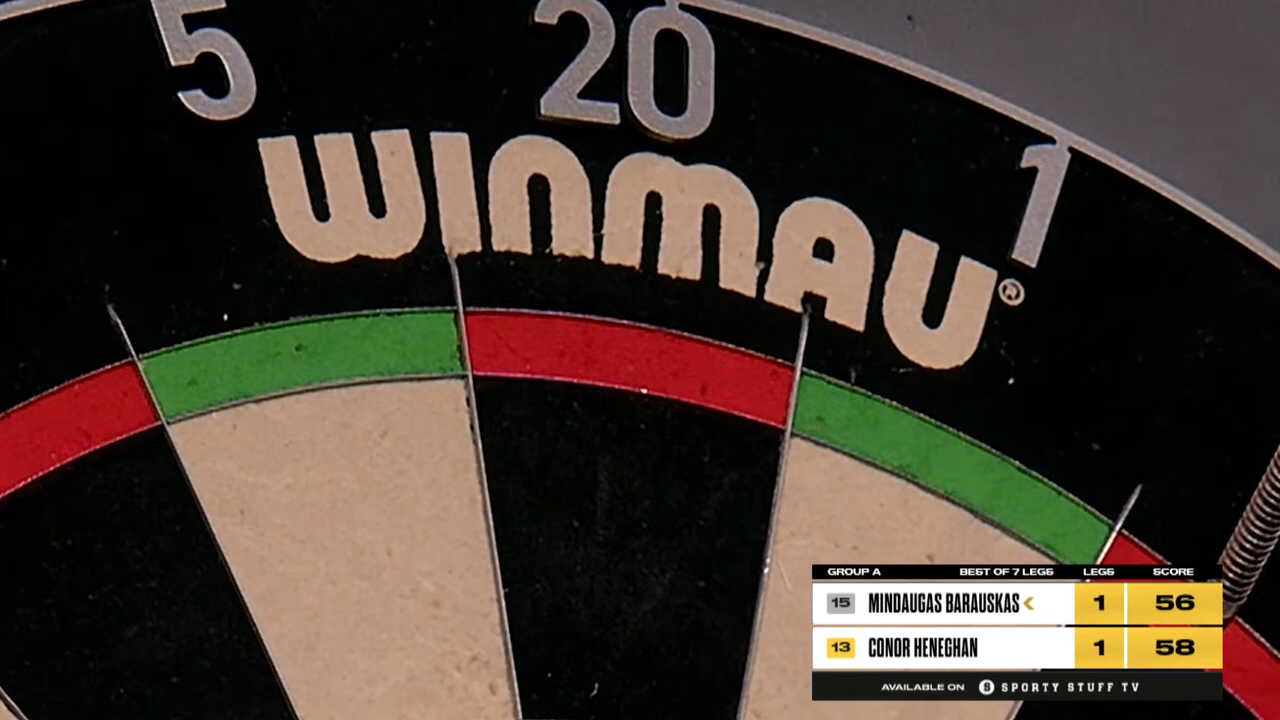 5 20 1
WINMAU®
GROUP A BEST OF 7 LEGS LEGS SCORE
15 MINDAUGAS BARAUSKAS 1 56
13 CONOR HENEGHAN 1 58
AVAILABLE ON S SPORTY STUFF TV